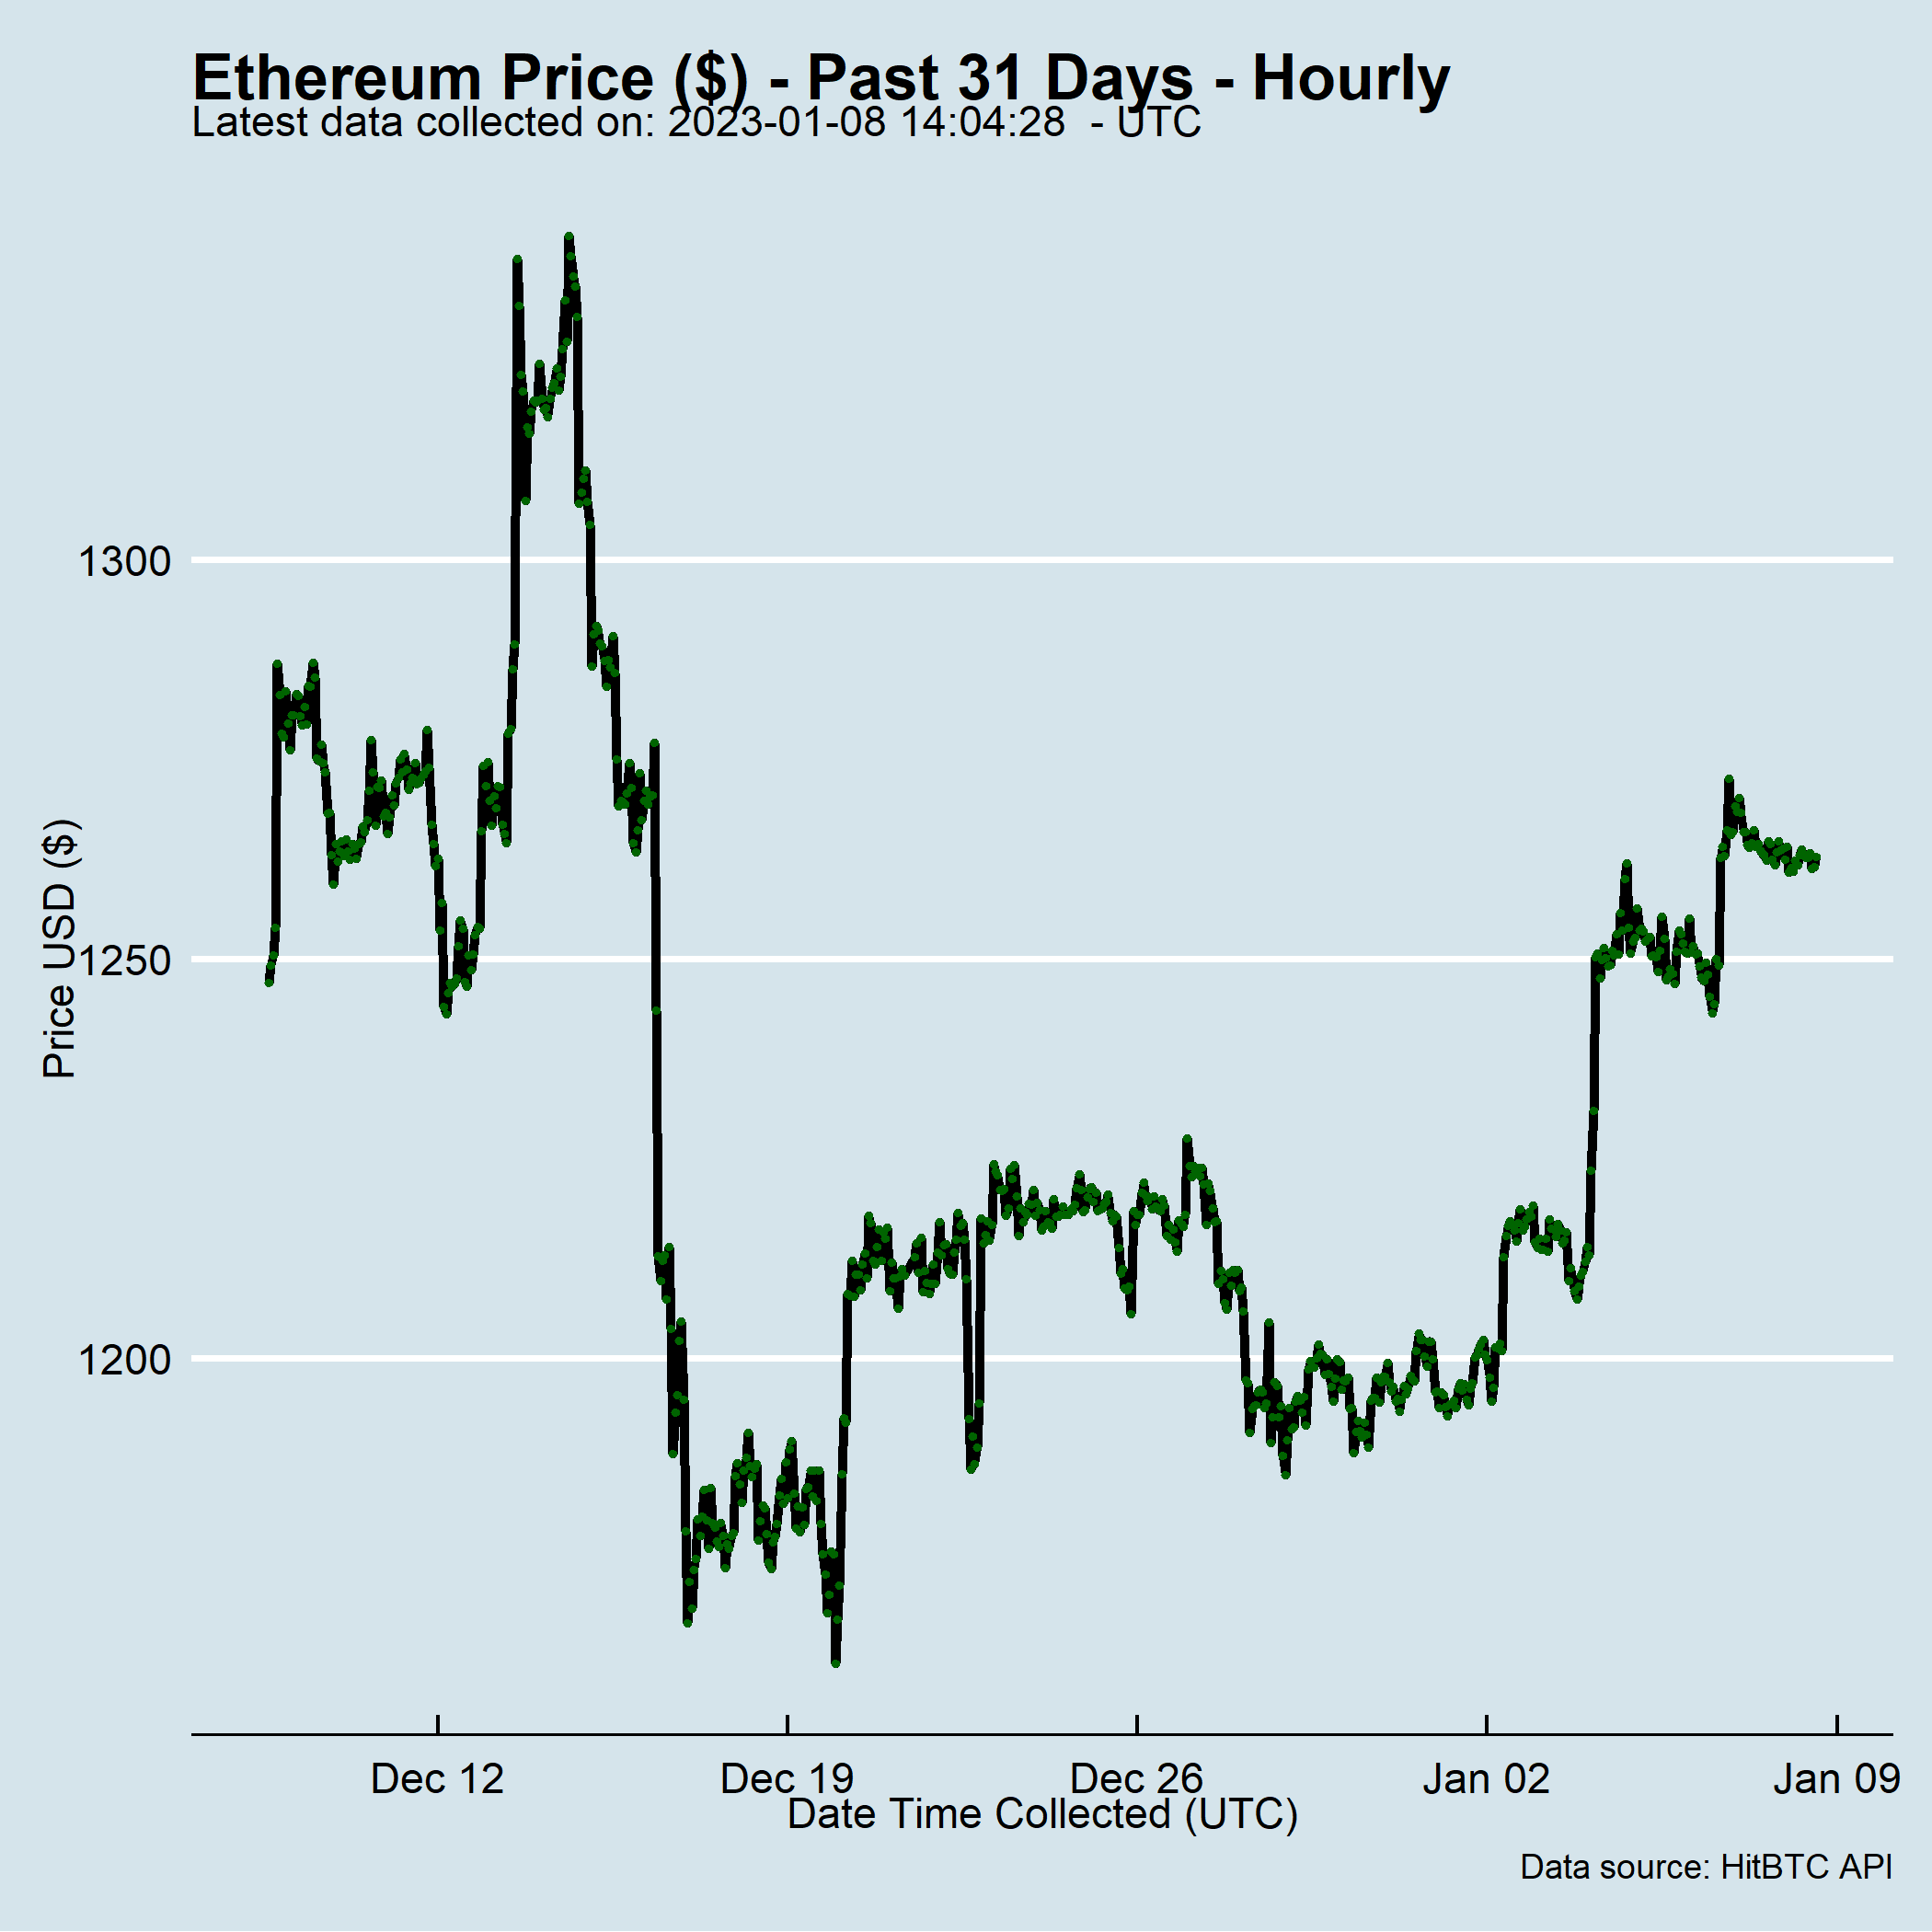 Ethereum Price ($) - Past 31 Days - Hourly
Latest data collected on: 2023-01-08 14:04:28  - UTC
1300
1250
1200
Price USD ($)
Dec 12
Dec 19
Dec 26
Jan 02
Jan 09
Date Time Collected (UTC)
Data source: HitBTC API